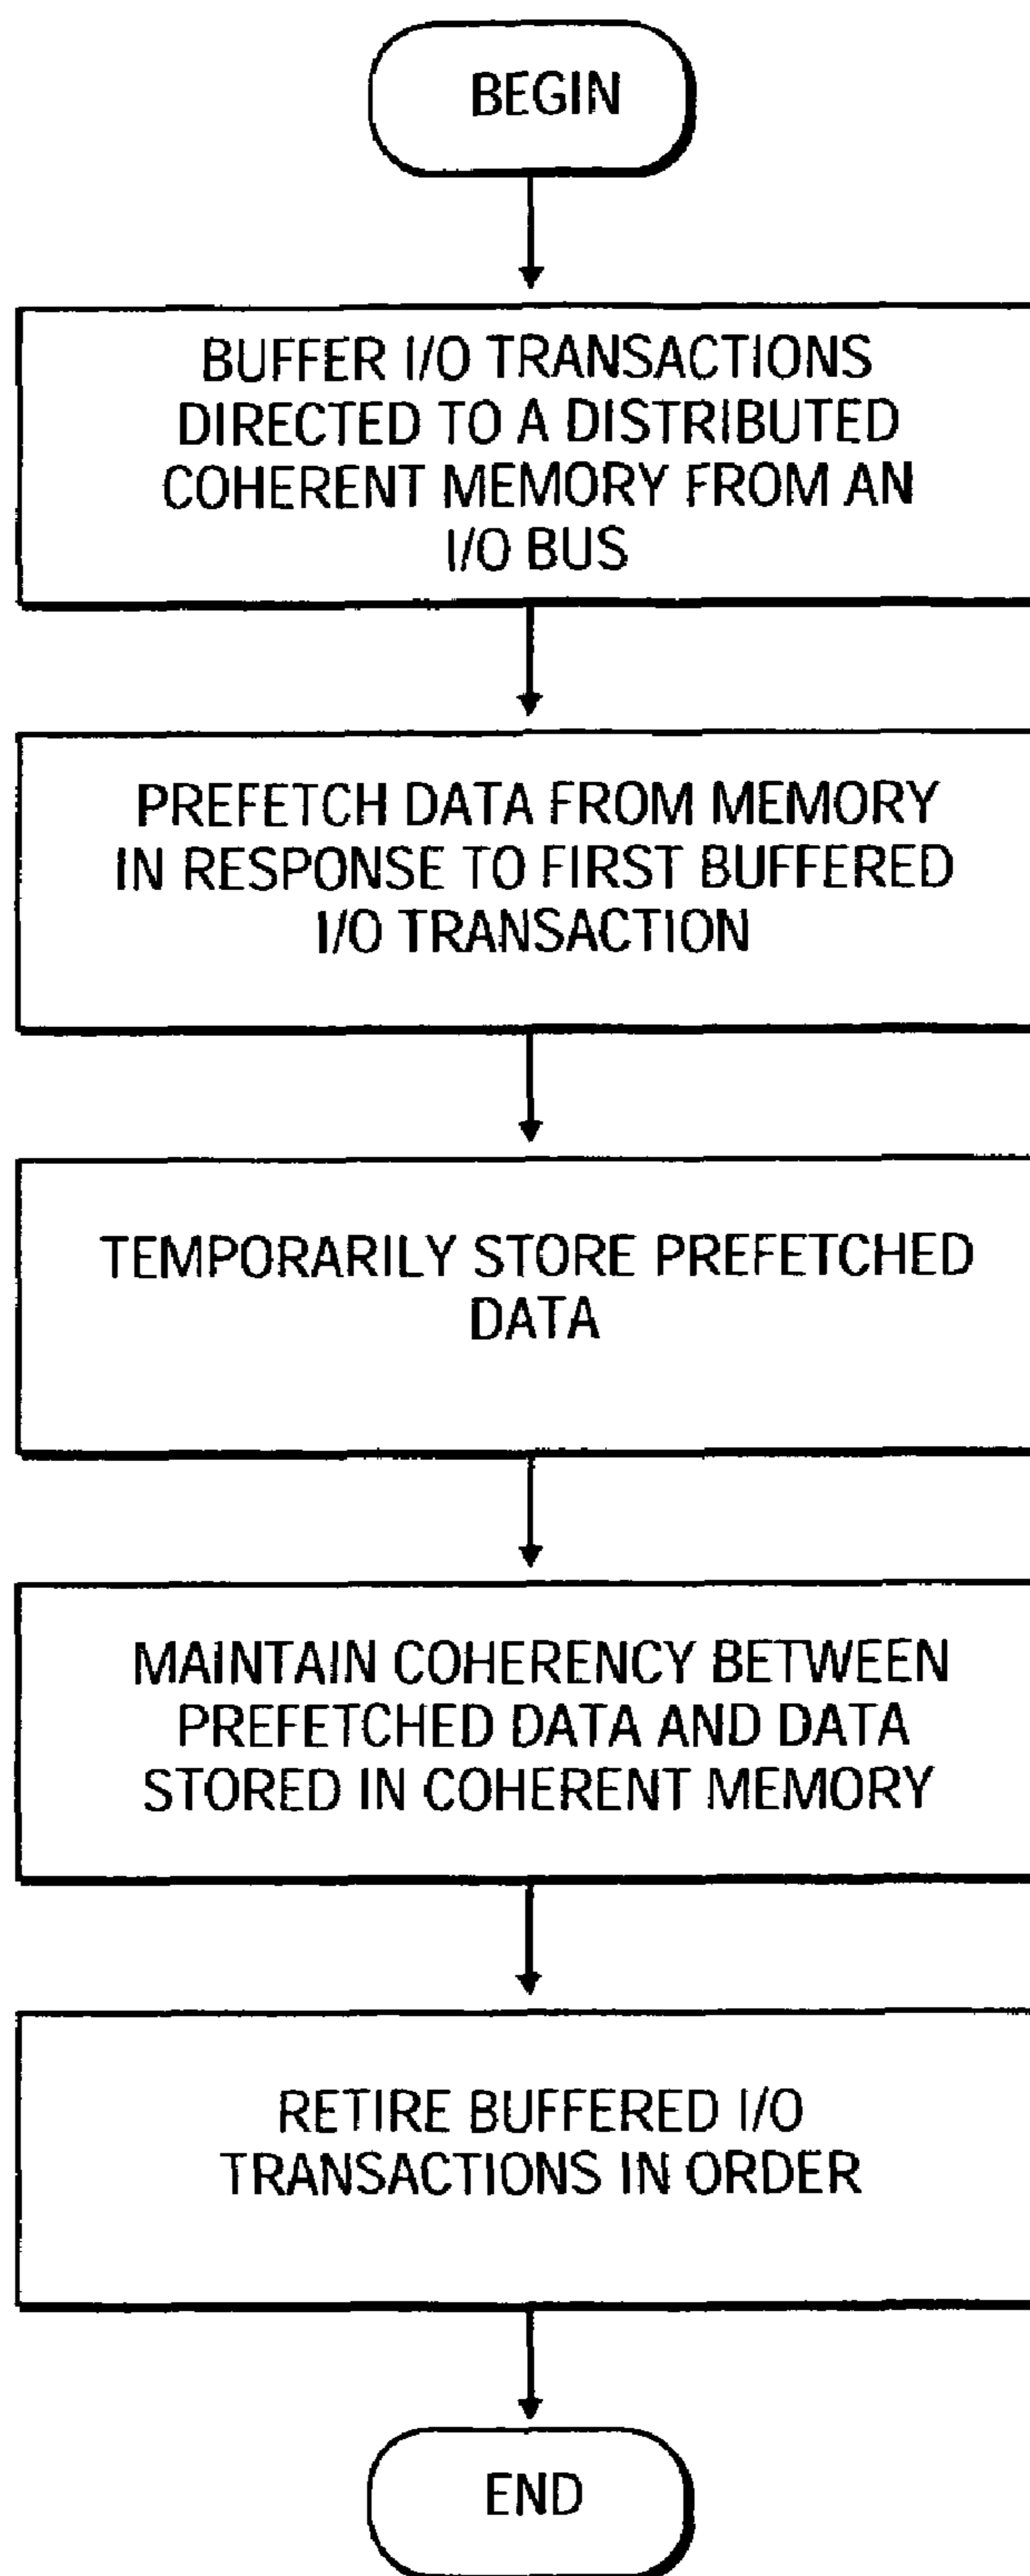 BEGIN
BUFFER I/O TRANSACTIONS
DIRECTED TO A DISTRIBUTED
COHERENT MEMORY FROM AN
I/O BUS
PREFETCH DATA FROM MEMORY
IN RESPONSE TO FIRST BUFFERED
I/O TRANSACTION
TEMPORARILY STORE PREFETCHED
DATA
MAINTAIN COHERENCY BETWEEN
PREFETCHED DATA AND DATA
STORED IN COHERENT MEMORY
RETIRE BUFFERED I/O
TRANSACTIONS IN ORDER
END